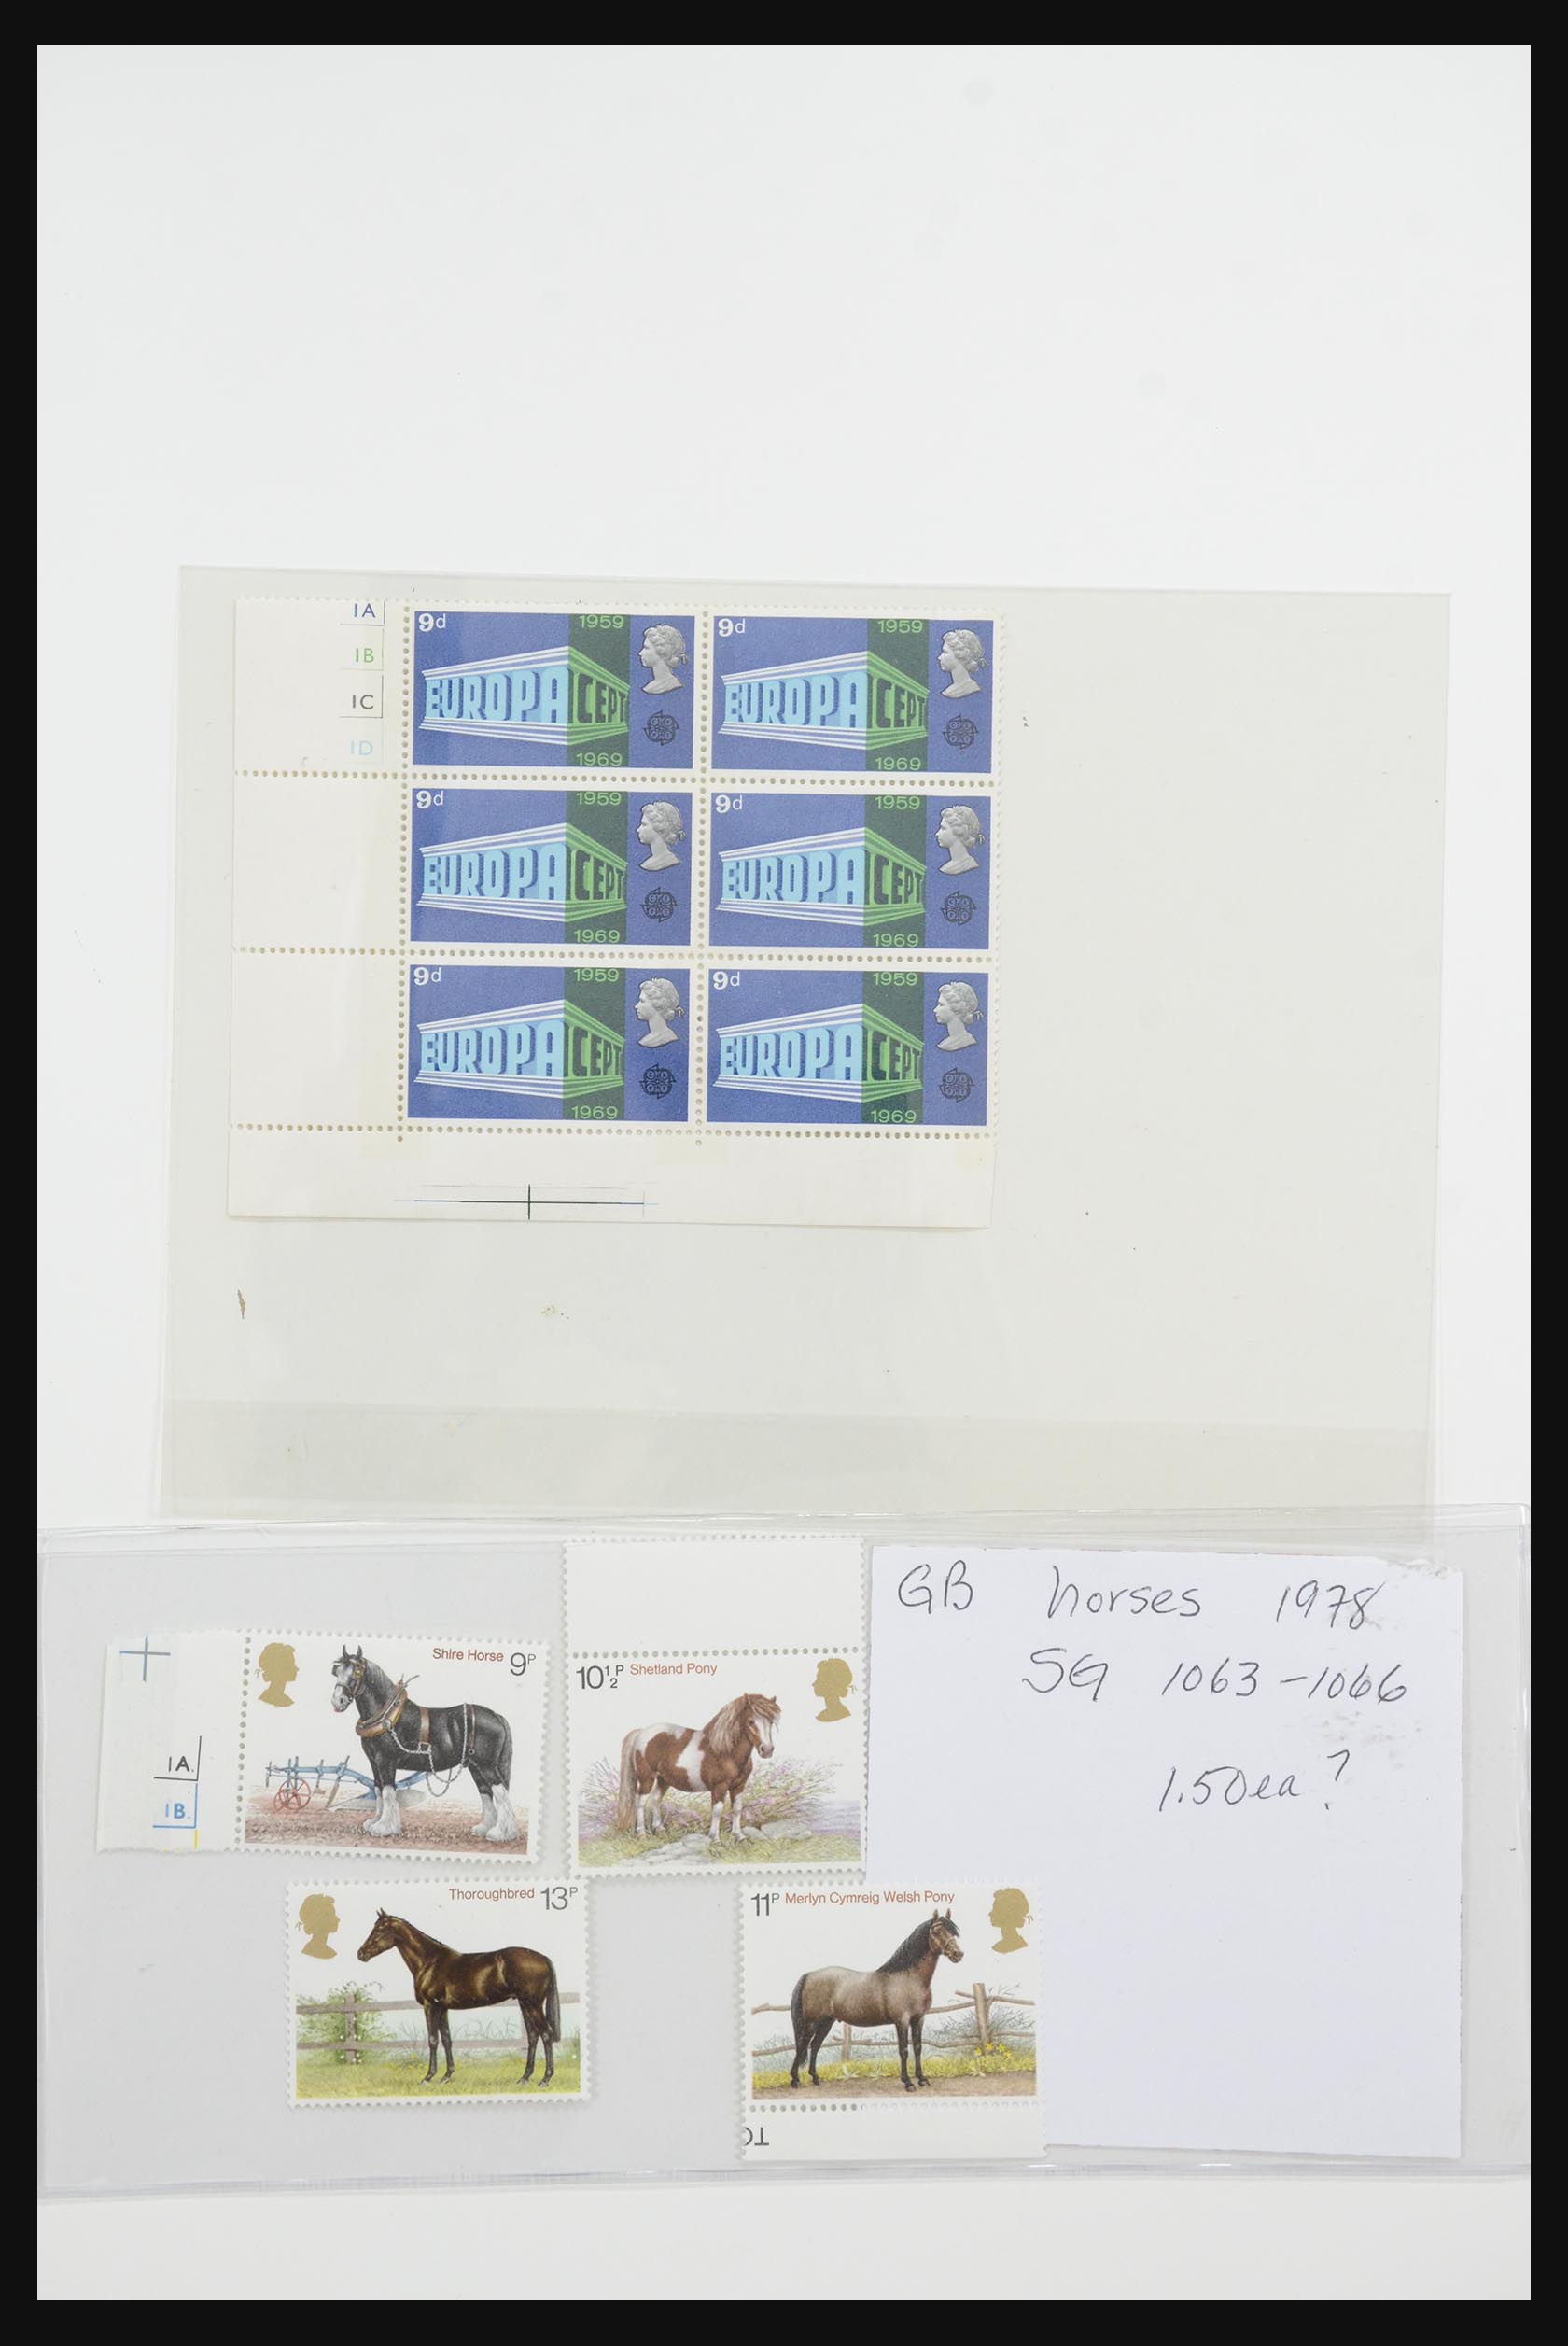 1A
1B
1C
1D
9d 1959
EUROPA CEPT
1969
9d 1959
EUROPA CEPT
1969
9d 1959
EUROPA CEPT
1969
9d 1959
EUROPA CEPT
1969
9d 1959
EUROPA CEPT
1969
9d 1959
EUROPA CEPT
1969
Shire Horse 9P
1A.
1B.
10½P Shetland Pony
Thoroughbred 13P
11P Merlyn Cymreig Welsh Pony
GB horses 1978
SG 1063-1066
1.50ea?